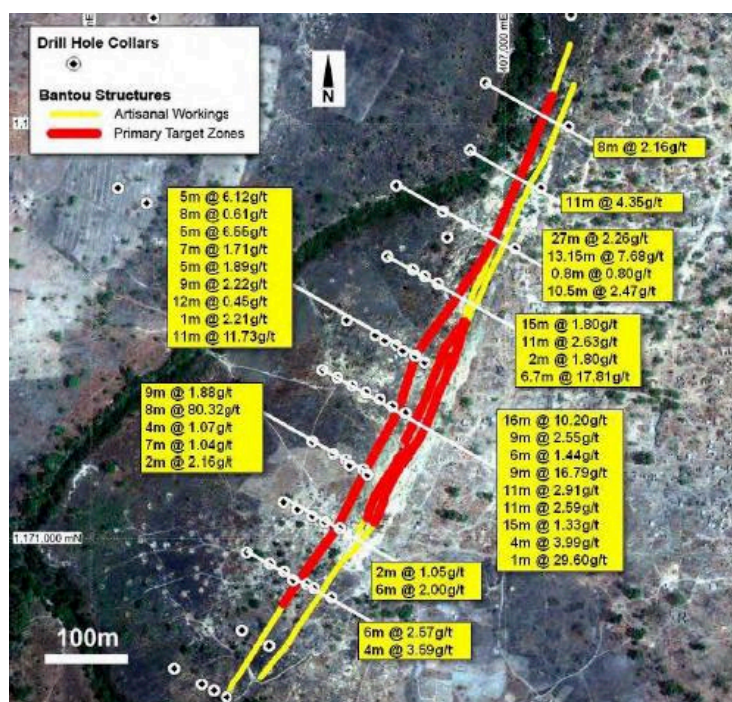 Drill Hole Collars
Bantou Structures
Artisanal Workings
Primary Target Zones
N
407,000 mE
8m @ 2.16g/t
11m @ 4.35g/t
27m @ 2.26g/t
13.15m @ 7.68g/t
0.8m @ 0.80g/t
10.5m @ 2.47g/t
5m @ 6.12g/t
8m @ 0.61g/t
5m @ 6.55g/t
7m @ 1.71g/t
5m @ 1.89g/t
9m @ 2.22g/t
12m @ 0.45g/t
1m @ 2.21g/t
11m @ 11.73g/t
15m @ 1.80g/t
11m @ 2.63g/t
2m @ 1.80g/t
6.7m @ 17.81g/t
9m @ 1.88g/t
8m @ 80.32g/t
4m @ 1.07g/t
7m @ 1.04g/t
2m @ 2.16g/t
16m @ 10.20g/t
9m @ 2.55g/t
6m @ 1.44g/t
9m @ 16.79g/t
11m @ 2.91g/t
11m @ 2.59g/t
15m @ 1.33g/t
4m @ 3.99g/t
1m @ 29.60g/t
1,171,000 mN
2m @ 1.05g/t
6m @ 2.00g/t
6m @ 2.57g/t
4m @ 3.59g/t
100m